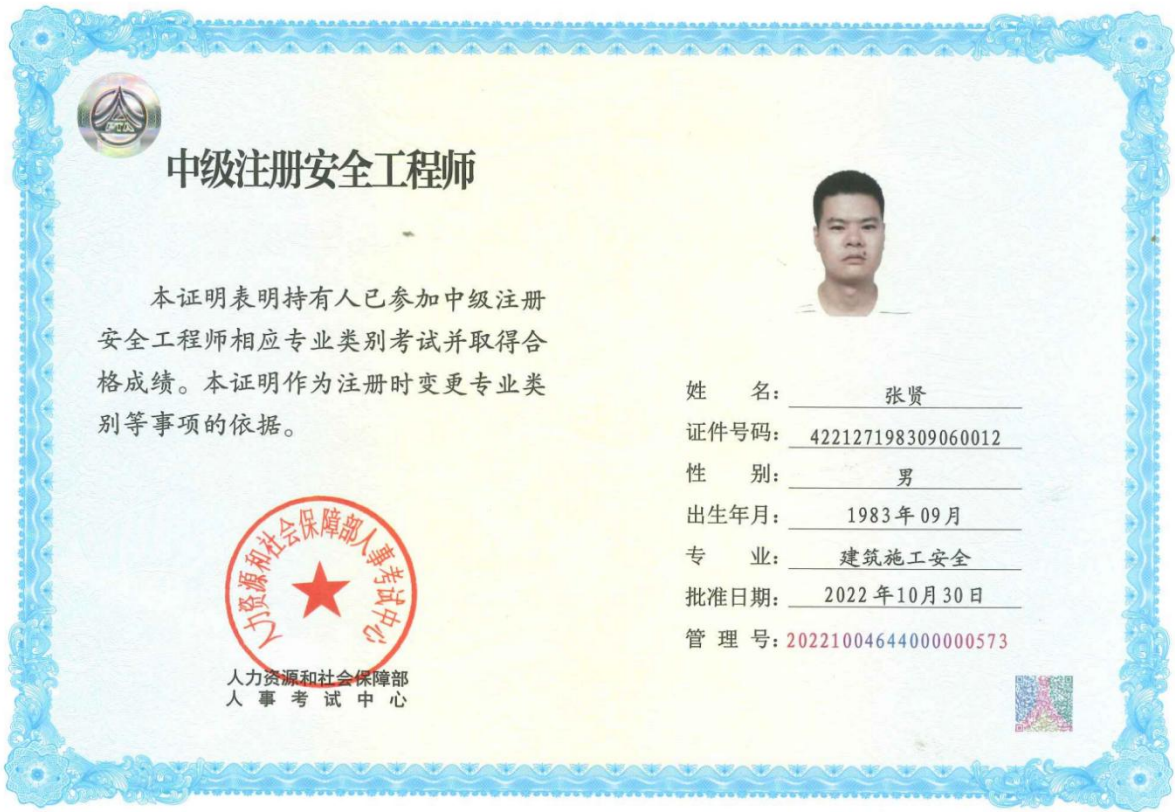 中级注册安全工程师
本证明表明持有人已参加中级注册
安全工程师相应专业类别考试并取得合
格成绩。本证明作为注册时变更专业类
别等事项的依据。
人力资源和社会保障部人事考试中心
人力资源和社会保障部
人事考试中心
姓名：张贤
证件号码：422127198309060012
性别：男
出生年月：1983年09月
专业：建筑施工安全
批准日期：2022年10月30日
管理号：20221004644000000573